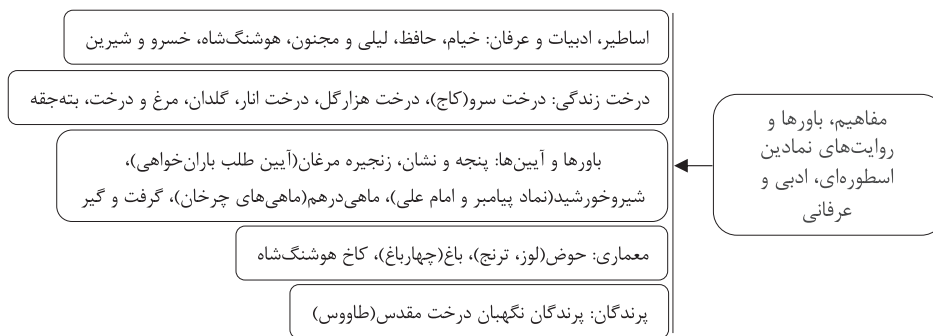 مفاهیم، باورها و
روایت‌های نمادین
اسطوره‌ای، ادبی و
عرفانی
اساطیر، ادبیات و عرفان: خیام، حافظ، لیلی و مجنون، هوشنگ‌شاه، خسرو و شیرین
درخت زندگی: درخت سرو(کاج)، درخت هزارگل، درخت انار، گلدان، مرغ و درخت، بته‌جقه
باورها و آیین‌ها: پنجه و نشان، زنجیره مرغان(آیین طلب باران‌خواهی)،
شیروخورشید(نماد پیامبر و امام علی)، ماهی‌درهم(ماهی‌های چرخان)، گرفت و گیر
معماری: حوض(لوز، ترنج)، باغ(چهارباغ)، کاخ هوشنگ‌شاه
پرندگان: پرندگان نگهبان درخت مقدس(طاووس)